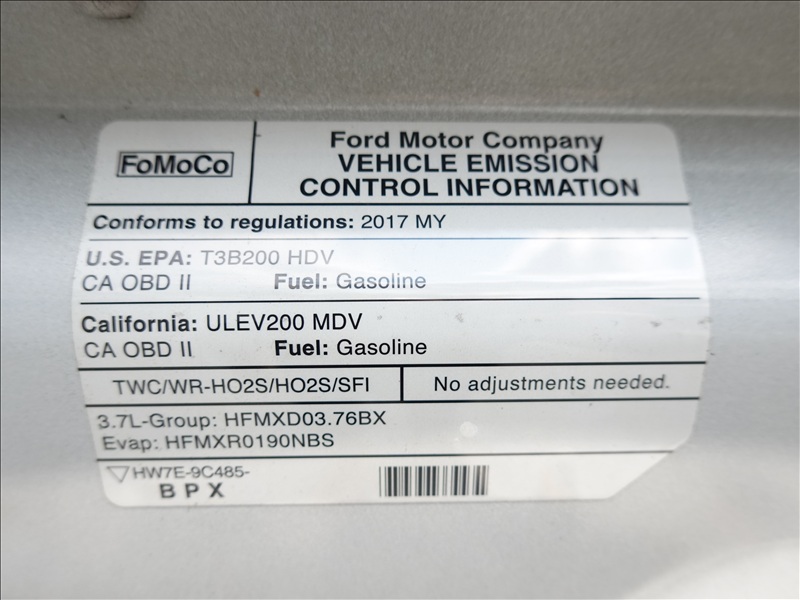 FoMoCo
Ford Motor Company
VEHICLE EMISSION
CONTROL INFORMATION
Conforms to regulations: 2017 MY
U.S. EPA: T3B200 HDV
CA OBD II Fuel: Gasoline
California: ULEV200 MDV
CA OBD II Fuel: Gasoline
TWC/WR-HO2S/HO2S/SFI No adjustments needed.
3.7L-Group: HFMXD03.76BX
Evap: HFMXR0190NBS
HW7E-9C485-
BPX